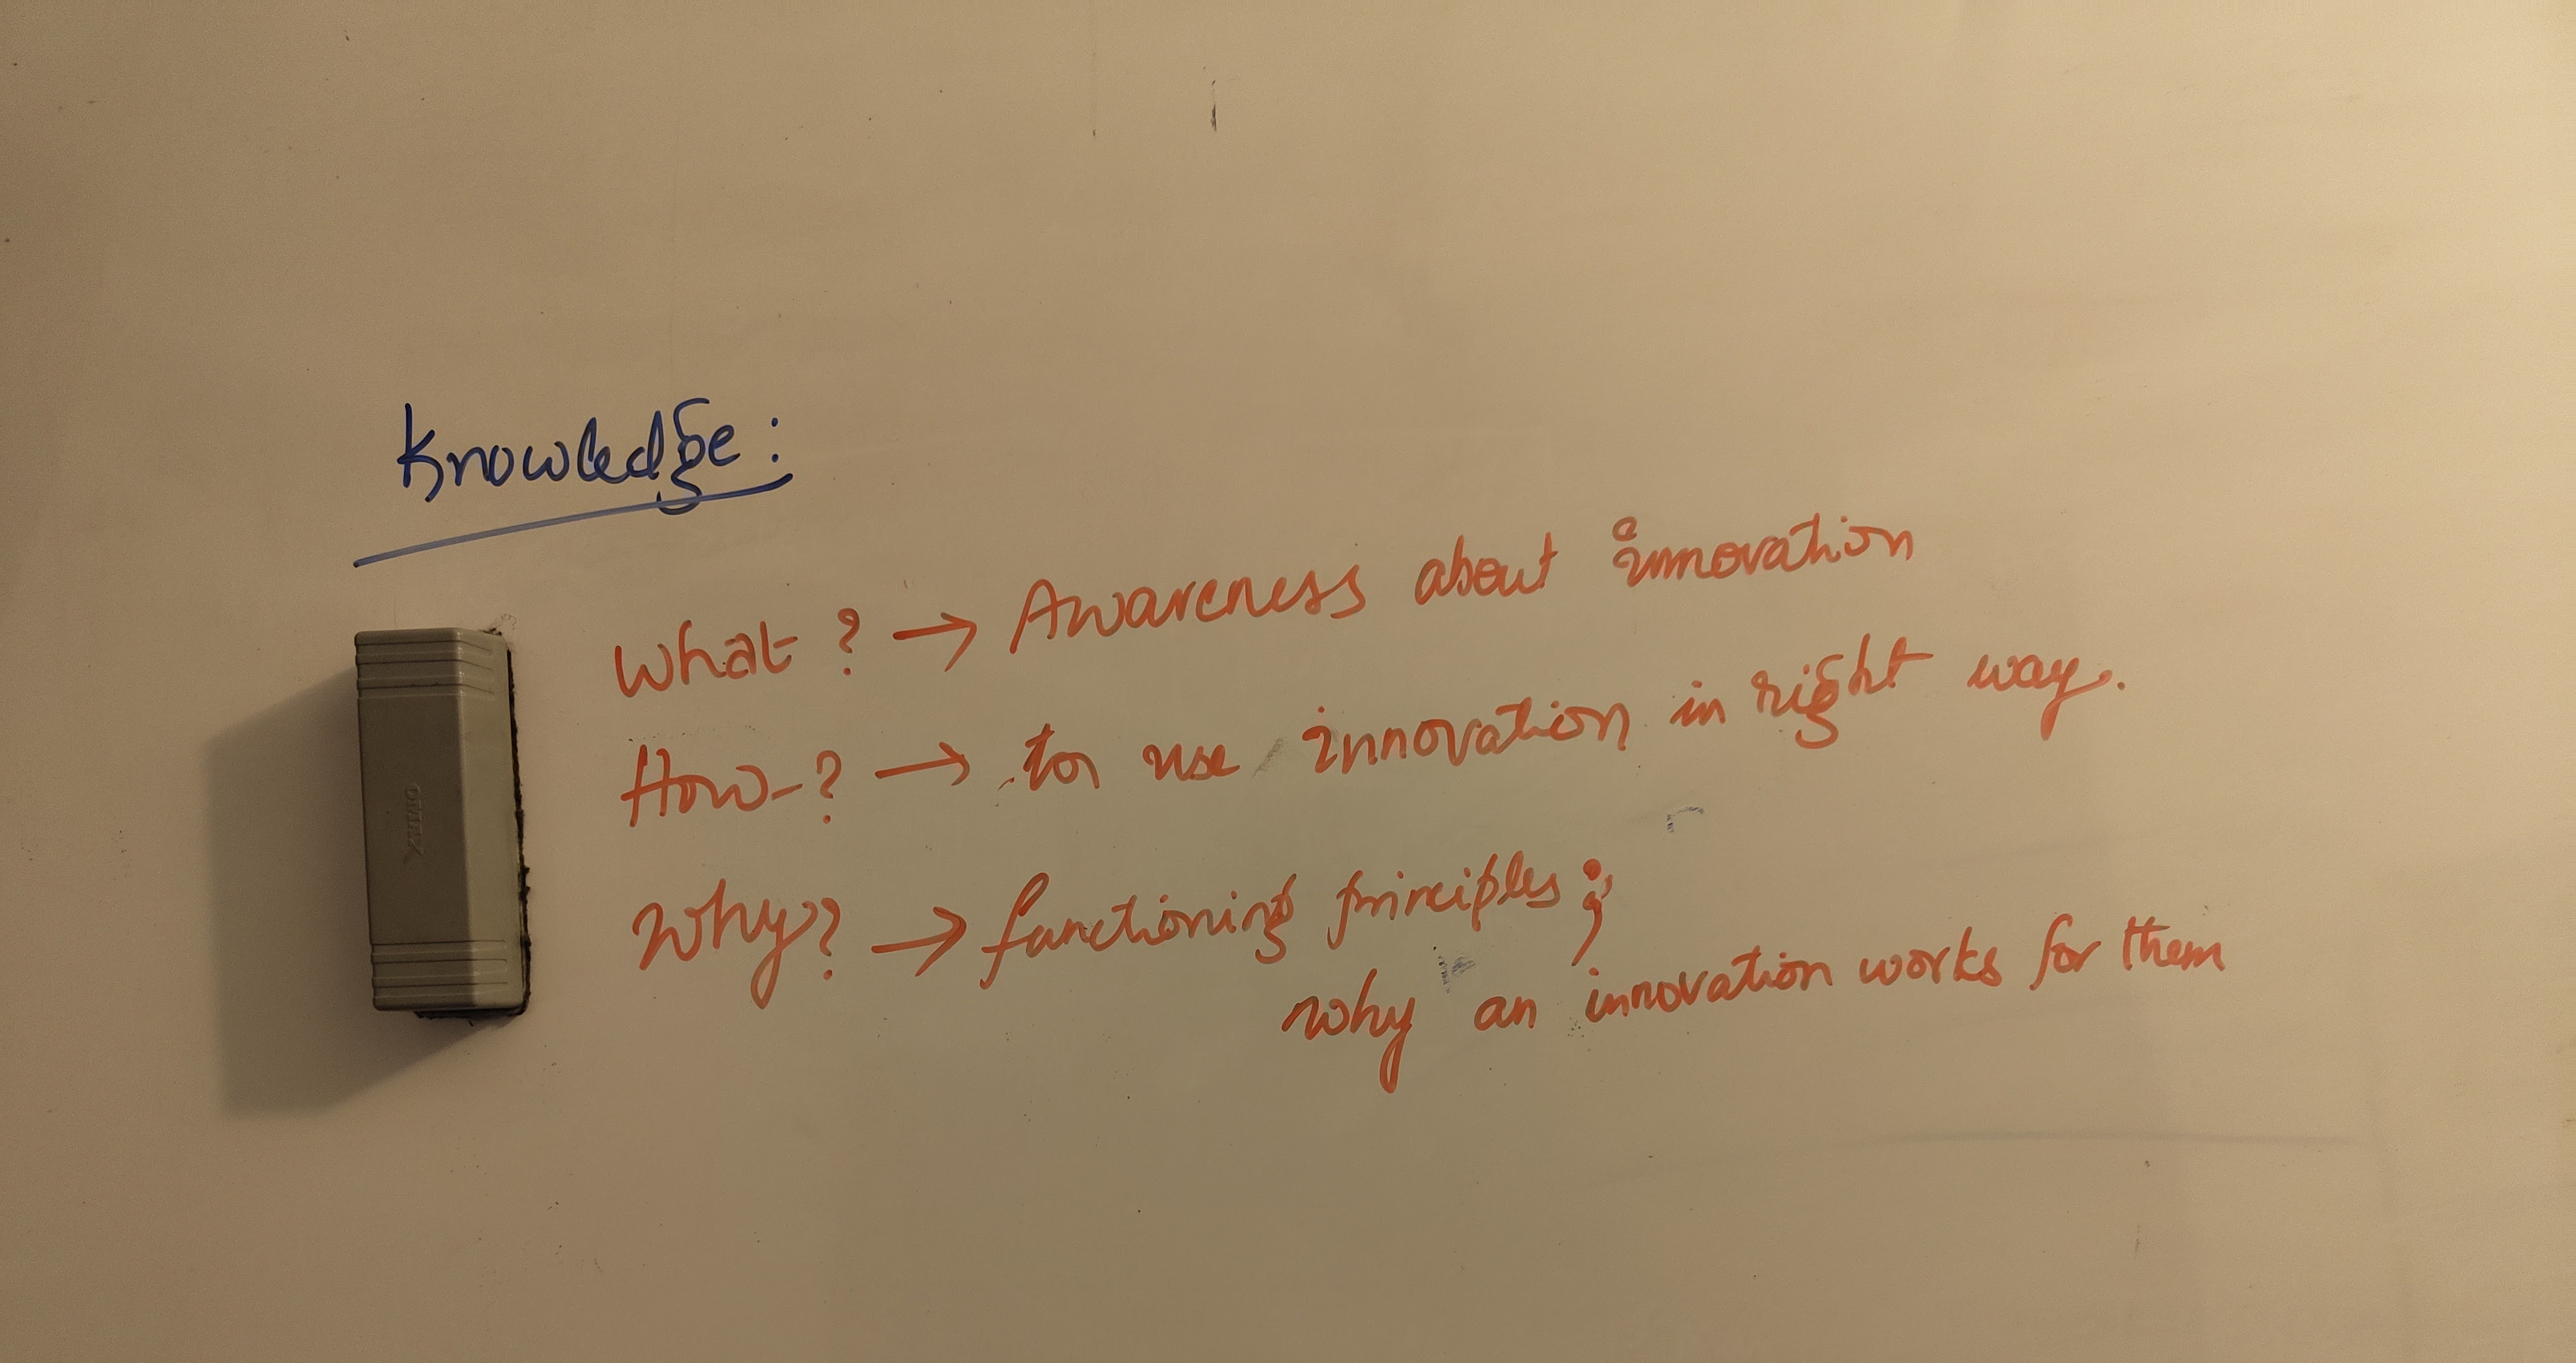 Knowledge:
What ? → Awareness about innovation
How-? → to use innovation in right way.
Why? → functioning principles;
why an innovation works for them